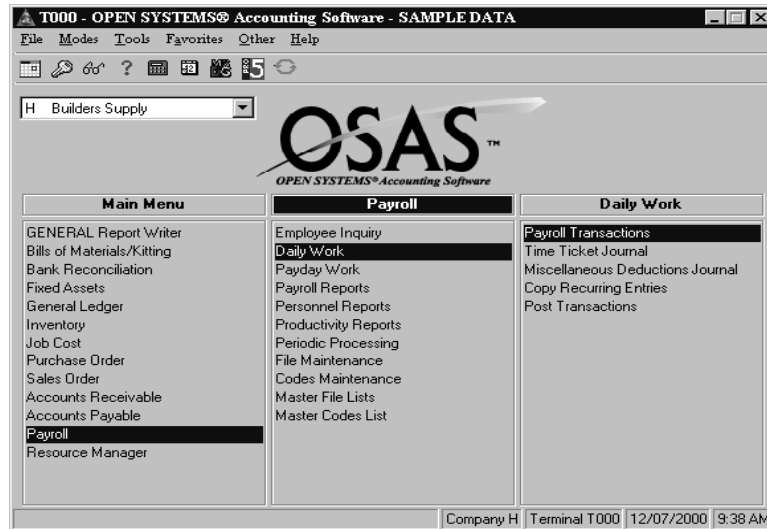 T000 - OPEN SYSTEMS® Accounting Software - SAMPLE DATA
File Modes Tools Favorites Other Help
H Builders Supply
OSAS™
OPEN SYSTEMS® Accounting Software
Main Menu
GENERAL Report Writer
Bills of Materials/Kitting
Bank Reconciliation
Fixed Assets
General Ledger
Inventory
Job Cost
Purchase Order
Sales Order
Accounts Receivable
Accounts Payable
Payroll
Resource Manager
Payroll
Employee Inquiry
Daily Work
Payday Work
Payroll Reports
Personnel Reports
Productivity Reports
Periodic Processing
File Maintenance
Codes Maintenance
Master File Lists
Master Codes List
Daily Work
Payroll Transactions
Time Ticket Journal
Miscellaneous Deductions Journal
Copy Recurring Entries
Post Transactions
Company H Terminal T000 12/07/2000 9:38 AM